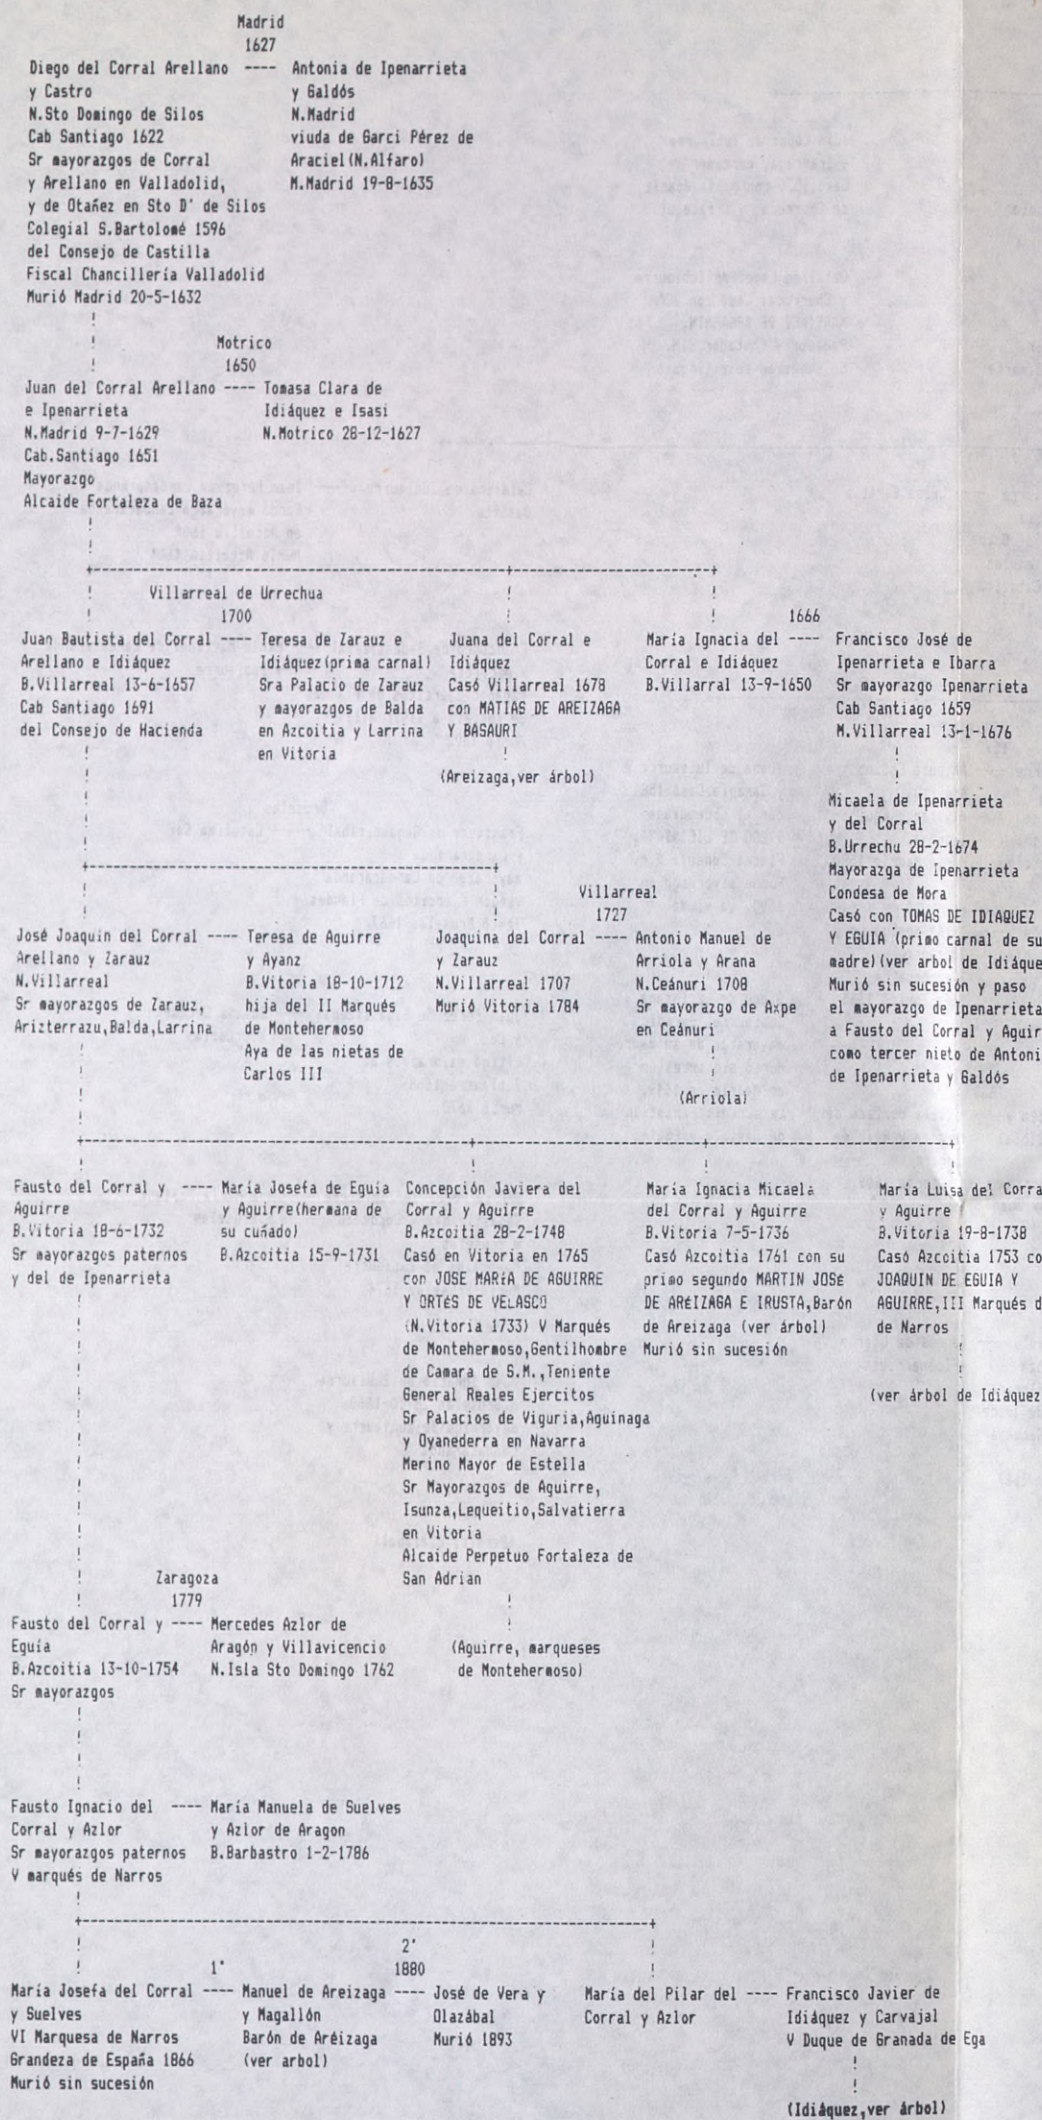 Madrid
1627
Diego del Corral Arellano ---- Antonia de Ipenarrieta
y Castro
y Galdós
N.Sto Domingo de Silos
N.Madrid
Cab Santiago 1622
viuda de Garci Pérez de
Sr mayorazgos de Corral
Araciel(N.Alfaro)
y Arellano en Valladolid,
M.Madrid 19-8-1635
y de Otañez en Sto D' de Silos
Colegial S.Bartolomé 1596
del Consejo de Castilla
Fiscal Chancillería Valladolid
Murió Madrid 20-5-1632
Motrico
1650
Juan del Corral Arellano ---- Tomasa Clara de
e Ipenarrieta
Idiáquez e Isasi
N.Madrid 9-7-1629
N.Motrico 28-12-1627
Cab.Santiago 1651
Mayorazgo
Alcaide Fortaleza de Baza
Villarreal de Urrechua
1700
1666
Juan Bautista del Corral ---- Teresa de Zarauz e
Arellano e Idiáquez
Idiáquez(prima carnal)
B.Villarreal 13-6-1657
Sra Palacio de Zarauz
Cab Santiago 1691
y mayorazgos de Balda
del Consejo de Hacienda
en Azcoitia y Larrina
en Vitoria
Juana del Corral e
Idiáquez
Casó Villarreal 1678
con MATIAS DE AREIZAGA
Y BASAURI
(Areizaga,ver árbol)
María Ignacia del ---- Francisco José de
Corral e Idiáquez
Ipenarrieta e Ibarra
B.Villarral 13-9-1650
Sr mayorazgo Ipenarrieta
Cab Santiago 1659
M.Villarreal 13-1-1676
Micaela de Ipenarrieta
y del Corral
B.Urrechu 28-2-1674
Mayorazga de Ipenarrieta
Condesa de Mora
Casó con TOMAS DE IDIAQUEZ
Y EGUIA (primo carnal de su
madre)(ver arbol de Idiáque
Murió sin sucesión y paso
el mayorazgo de Ipenarrieta
a Fausto del Corral y Aguir
como tercer nieto de Antoni
de Ipenarrieta y Galdós
Villarreal
1727
José Joaquin del Corral ---- Teresa de Aguirre
Arellano y Zarauz
y Ayanz
N.Villarreal
B.Vitoria 18-10-1712
Sr mayorazgos de Zarauz,
hija del II Marqués
Arizterrazu,Balda,Larrina
de Montehermoso
Aya de las nietas de
Carlos III
Joaquina del Corral ---- Antonio Manuel de
y Zarauz
Arriola y Arana
N.Villarreal 1707
N.Ceánuri 1708
Murió Vitoria 1784
Sr mayorazgo de Axpe
en Ceánuri
(Arriola)
Fausto del Corral y ---- María Josefa de Eguia
Aguirre
y Aguirre(hermana de
B.Vitoria 18-6-1732
su cuñado)
Sr mayorazgos paternos
B.Azcoitia 15-9-1731
y del de Ipenarrieta
Concepción Javiera del
Corral y Aguirre
B.Azcoitia 28-2-1748
Casó en Vitoria en 1765
con JOSE MARíA DE AGUIRRE
Y ORTéS DE VELASCO
(N.Vitoria 1733) V Marqués
de Montehermoso,Gentilhombre
de Camara de S.M.,Teniente
General Reales Ejercitos
Sr Palacios de Viguria,Aguinaga
y Oyanederra en Navarra
Merino Mayor de Estella
Sr Mayorazgos de Aguirre,
Isunza,Lequeitio,Salvatierra
en Vitoria
Alcaide Perpetuo Fortaleza de
San Adrian
(Aguirre, marqueses
de Montehermoso)
María Ignacia Micaela
del Corral y Aguirre
B.Vitoria 7-5-1736
Casó Azcoitia 1761 con su
primo segundo MARTIN JOSé
DE AREíZAGA E IRUSTA,Barón
de Areizaga (ver árbol)
Murió sin sucesión
María Luisa del Corra
y Aguirre
B.Vitoria 19-8-1738
Casó Azcoitia 1753 co
JOAQUIN DE EGUIA Y
AGUIRRE,III Marqués d
de Narros
(ver árbol de Idiáquez
Zaragoza
1779
Fausto del Corral y ---- Mercedes Azlor de
Eguía
Aragón y Villavicencio
B.Azcoitia 13-10-1754
N.Isla Sto Domingo 1762
Sr mayorazgos
Fausto Ignacio del ---- María Manuela de Suelves
Corral y Azlor
y Azlor de Aragon
Sr mayorazgos paternos
B.Barbastro 1-2-1786
V marqués de Narros
1'
2'
1880
María Josefa del Corral ---- Manuel de Areizaga ---- José de Vera y
y Suelves
y Magallón
Olazábal
VI Marquesa de Narros
Barón de Aréizaga
Murió 1893
Grandeza de España 1866
(ver arbol)
Murió sin sucesión
María del Pilar del ---- Francisco Javier de
Corral y Azlor
Idiáquez y Carvajal
V Duque de Granada de Ega
(Idiáquez,ver árbol)